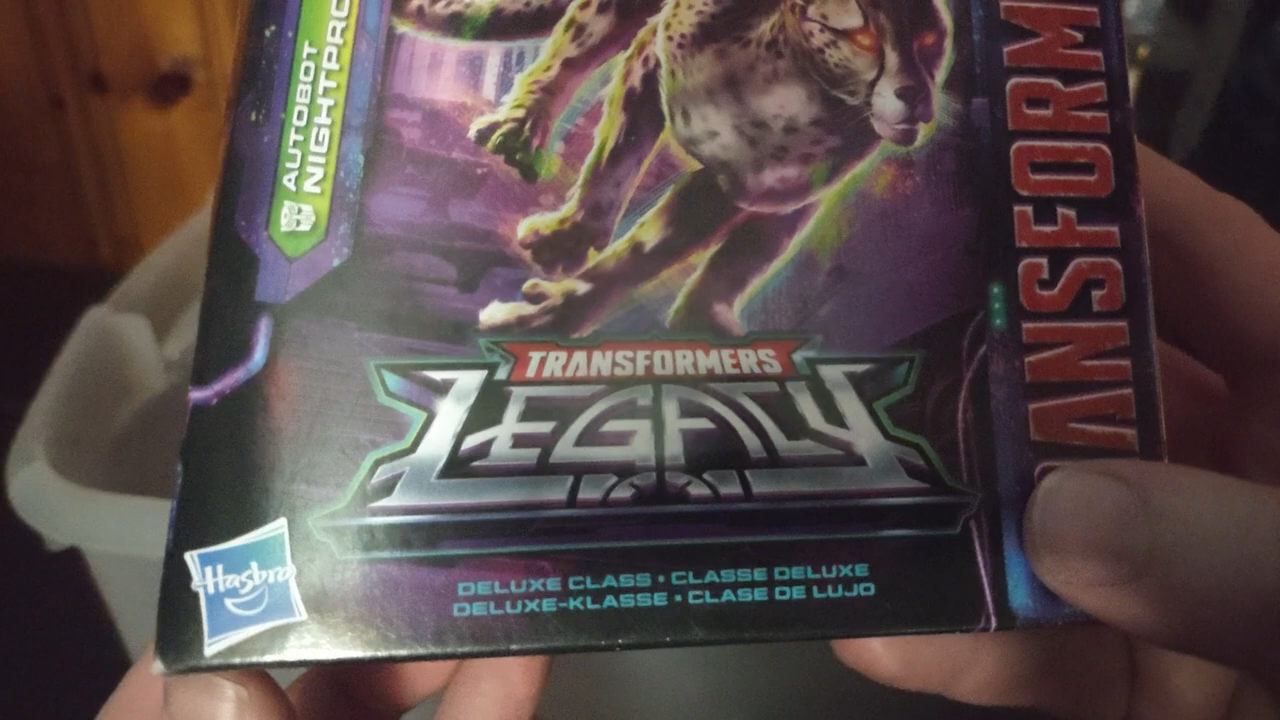 AUTOBOT
NIGHTPRO
TRANSFORMERS
LEGACY
DELUXE CLASS • CLASSE DELUXE
DELUXE-KLASSE • CLASE DE LUJO
Hasbro
ANSFORM